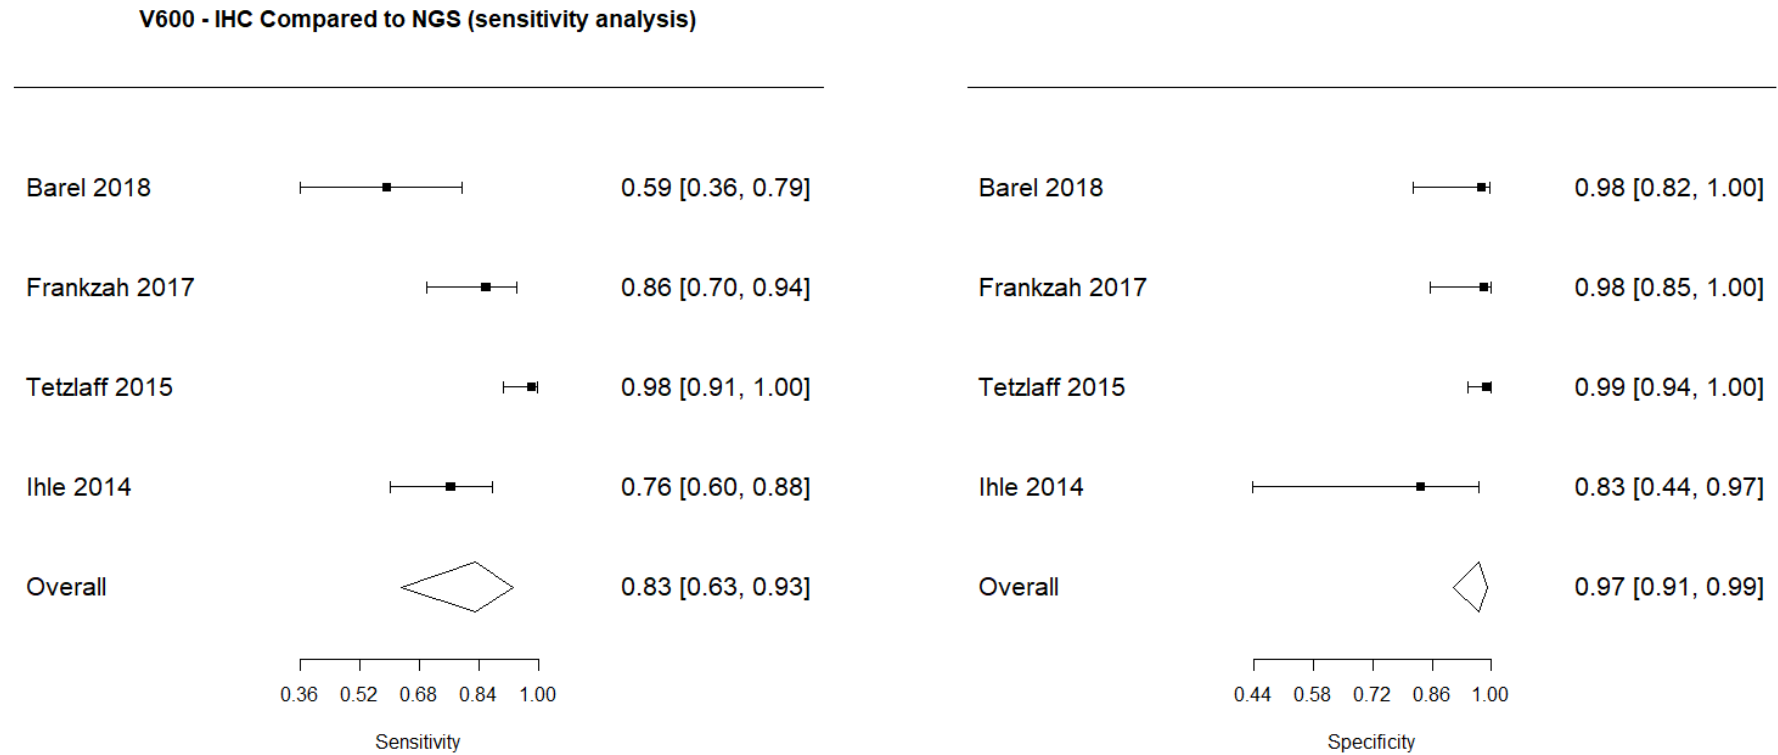 V600 - IHC Compared to NGS (sensitivity analysis)
Barel 2018 0.59 [0.36, 0.79]
Frankzah 2017 0.86 [0.70, 0.94]
Tetzlaff 2015 0.98 [0.91, 1.00]
Ihle 2014 0.76 [0.60, 0.88]
Overall 0.83 [0.63, 0.93]
0.36 0.52 0.68 0.84 1.00
Sensitivity
Barel 2018 0.98 [0.82, 1.00]
Frankzah 2017 0.98 [0.85, 1.00]
Tetzlaff 2015 0.99 [0.94, 1.00]
Ihle 2014 0.83 [0.44, 0.97]
Overall 0.97 [0.91, 0.99]
0.44 0.58 0.72 0.86 1.00
Specificity